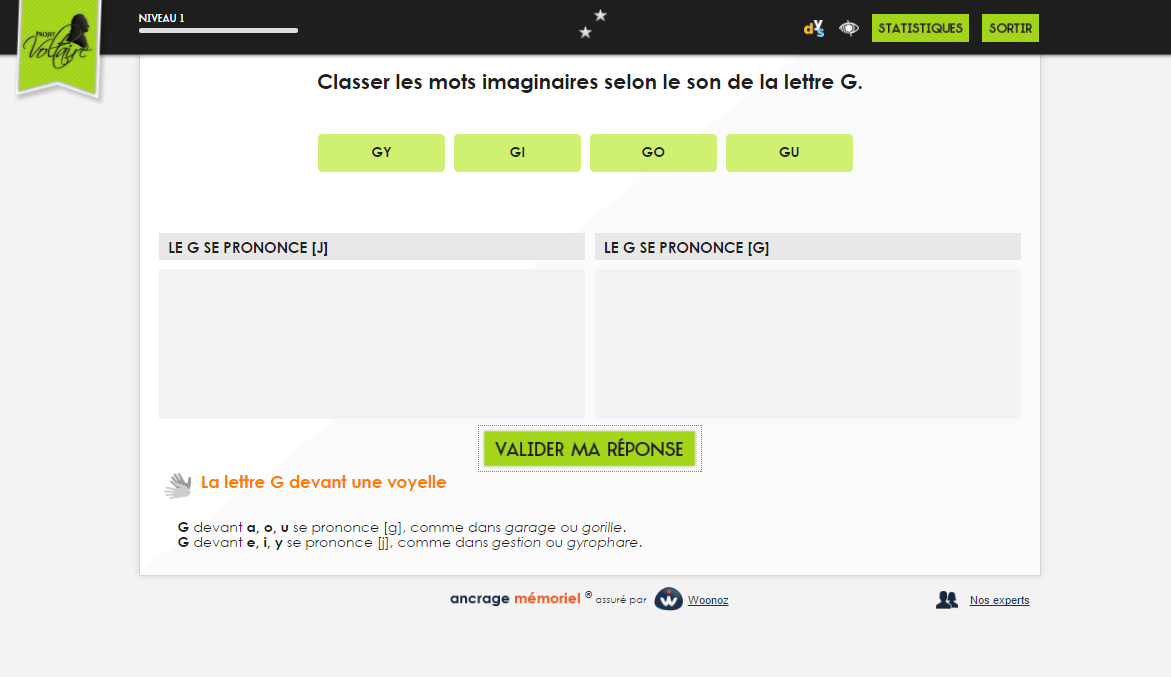 PROJET
Voltaire
NIVEAU 1
dys
STATISTIQUES
SORTIR
Classer les mots imaginaires selon le son de la lettre G.
GY
GI
GO
GU
LE G SE PRONONCE [J]
LE G SE PRONONCE [G]
VALIDER MA RÉPONSE
La lettre G devant une voyelle
G devant a, o, u se prononce [g], comme dans garage ou gorille.
G devant e, i, y se prononce [j], comme dans gestion ou gyrophare.
ancrage mémoriel ® assuré par W Woonoz
Nos experts